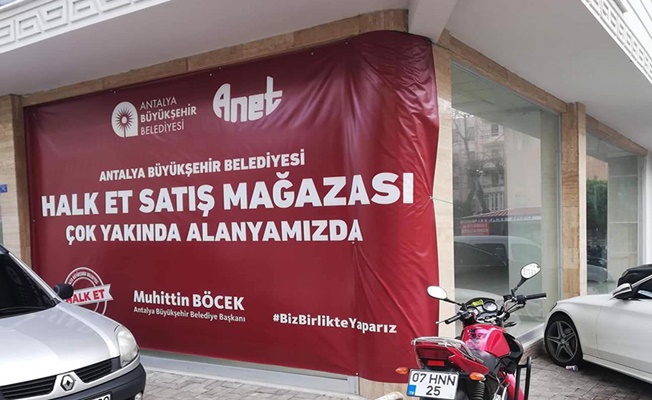 ANTALYA
BÜYÜKŞEHİR
BELEDİYESİ
Anet
ANTALYA BÜYÜKŞEHİR BELEDİYESİ
HALK ET SATIŞ MAĞAZASI
ÇOK YAKINDA ALANYAMIZDA
HALK ET
Muhittin BÖCEK
Antalya Büyükşehir Belediye Başkanı
#BizBirlikteYaparız
07 HNN
25